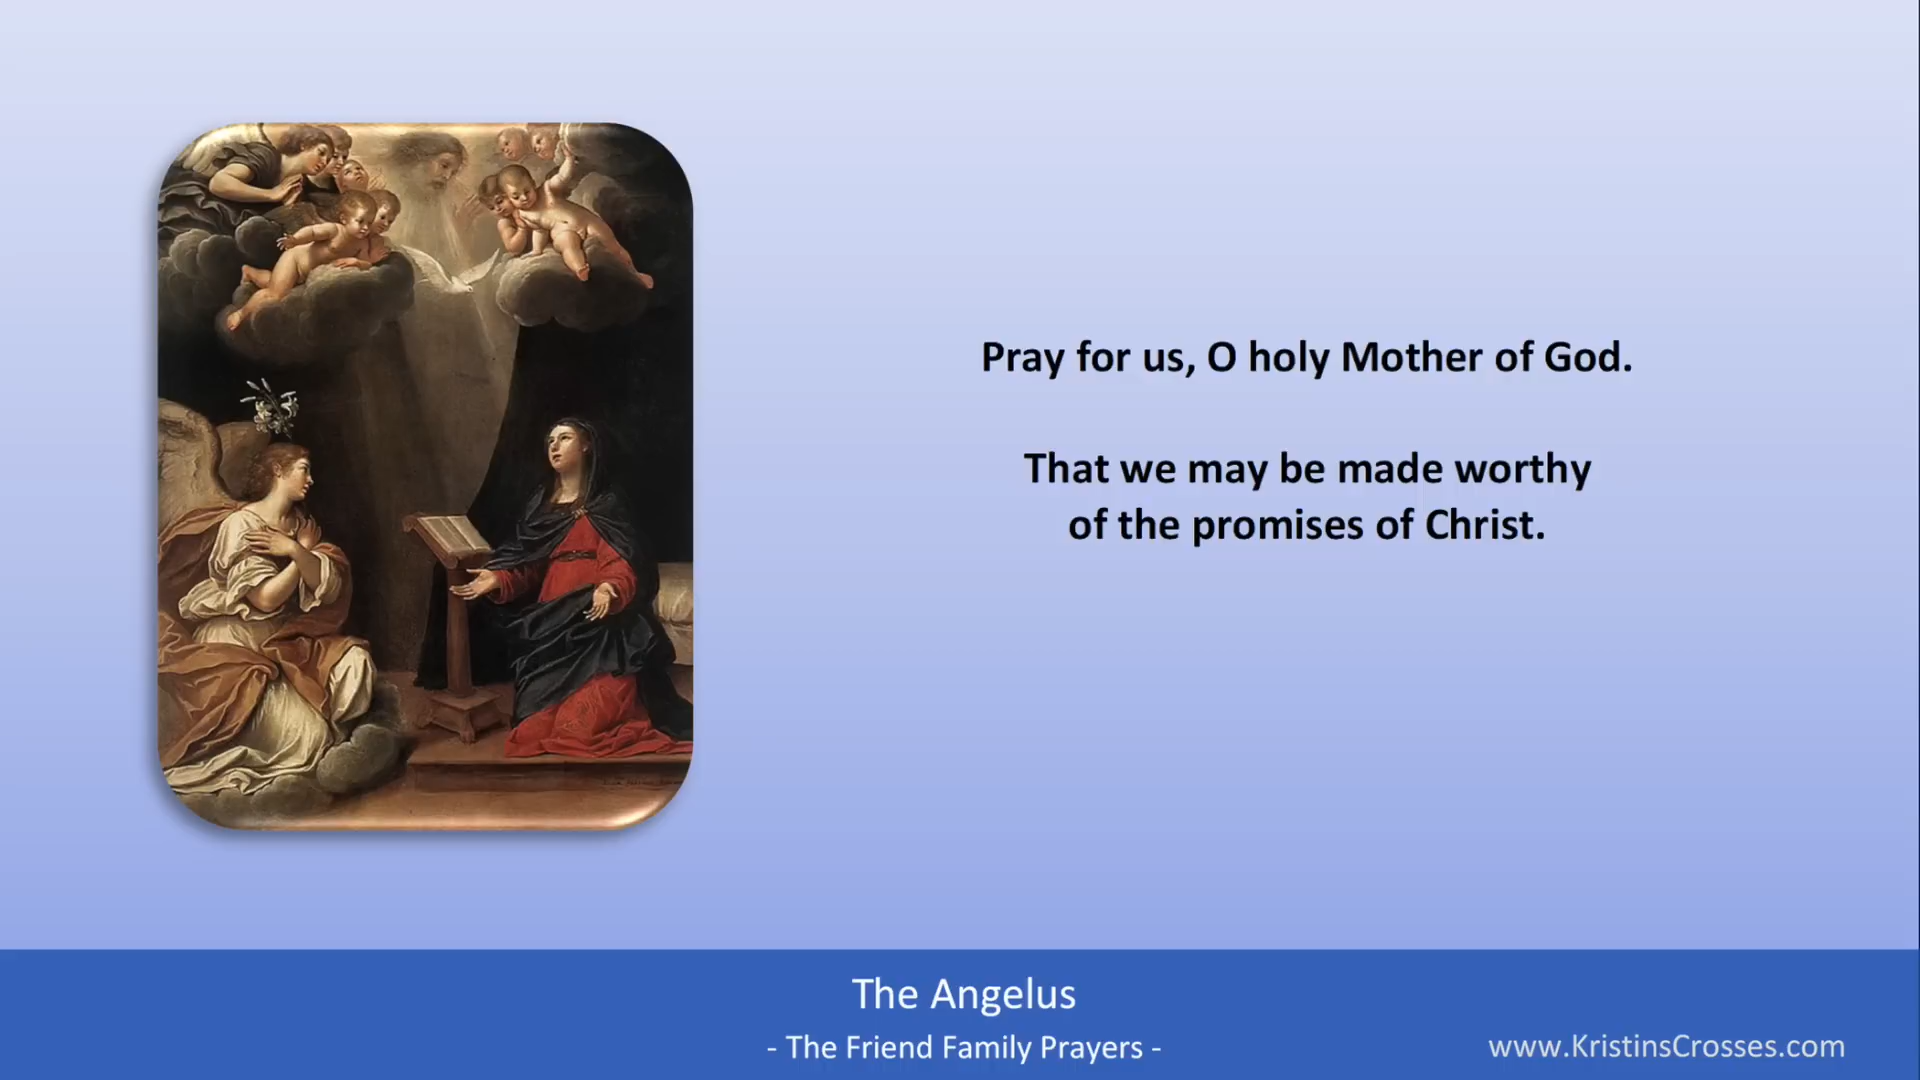 Pray for us, O holy Mother of God.
That we may be made worthy
of the promises of Christ.
The Angelus
- The Friend Family Prayers -
www.KristinsCrosses.com